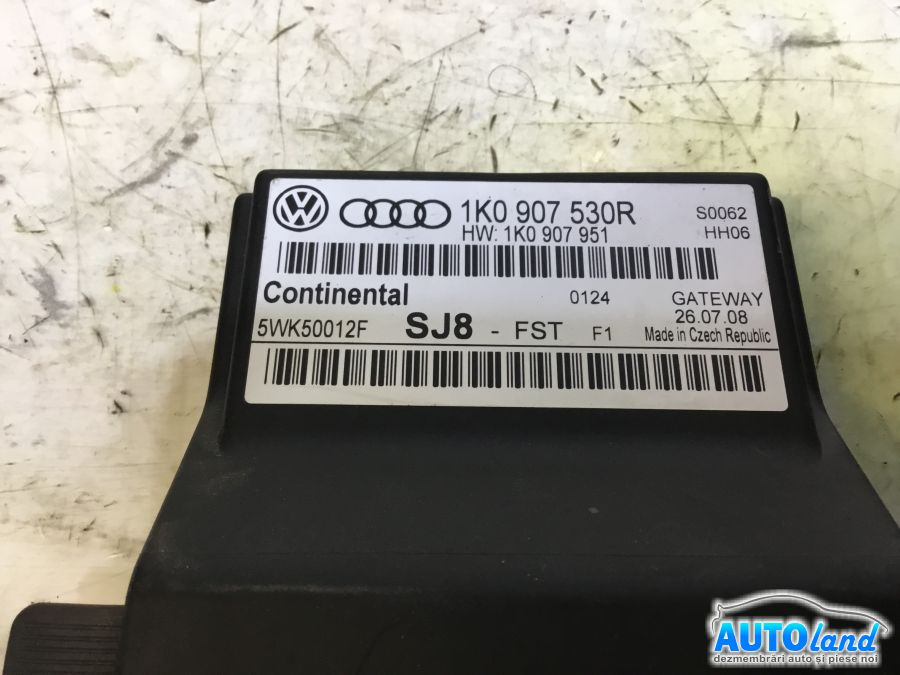 1K0 907 530R S0062
HW: 1K0 907 951 HH06
Continental 0124 GATEWAY
26.07.08
5WK50012F SJ8 - FST F1 Made in Czech Republic
AUTOland
dezmembrări auto și piese noi